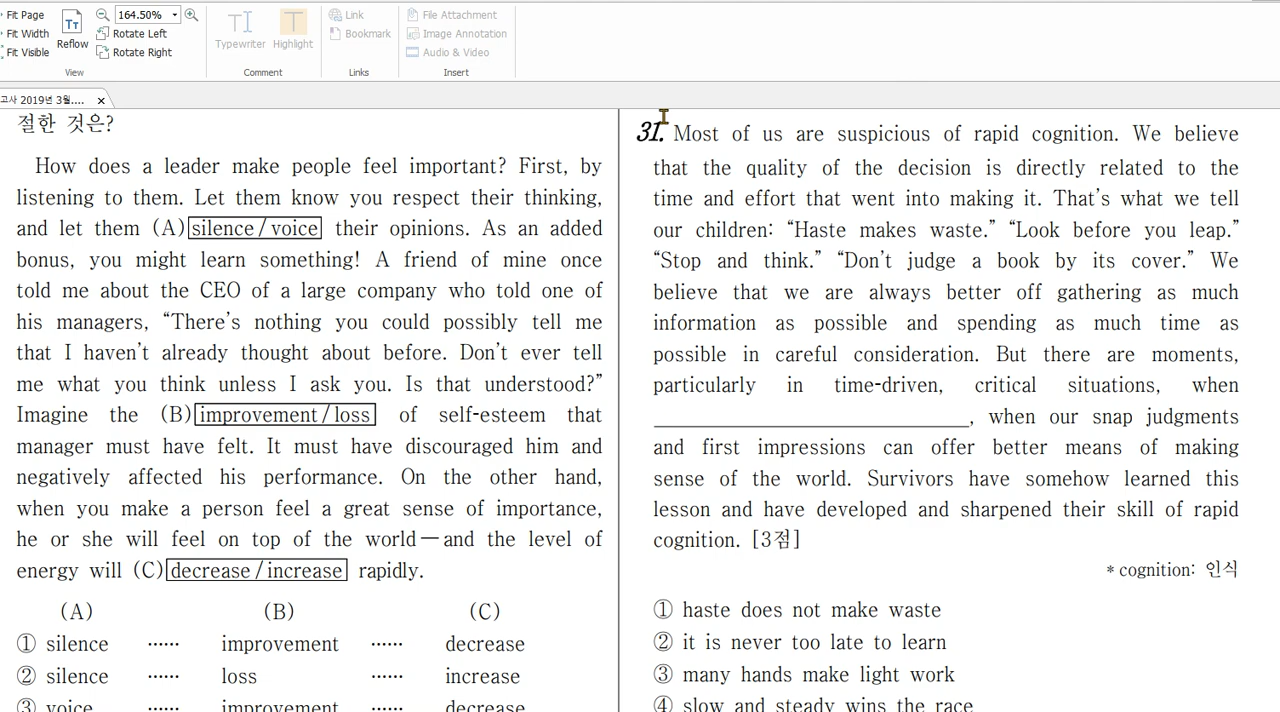 Fit Page
Fit Width
Fit Visible
Reflow
164.50%
Rotate Left
Rotate Right
View
Typewriter
Highlight
Comment
Link
Bookmark
Links
File Attachment
Image Annotation
Audio & Video
Insert
고사 2019년 3월....
절한 것은?
How does a leader make people feel important? First, by
listening to them. Let them know you respect their thinking,
and let them (A) silence / voice their opinions. As an added
bonus, you might learn something! A friend of mine once
told me about the CEO of a large company who told one of
his managers, “There’s nothing you could possibly tell me
that I haven’t already thought about before. Don’t ever tell
me what you think unless I ask you. Is that understood?”
Imagine the (B) improvement / loss of self-esteem that
manager must have felt. It must have discouraged him and
negatively affected his performance. On the other hand,
when you make a person feel a great sense of importance,
he or she will feel on top of the world ― and the level of
energy will (C) decrease / increase rapidly.
(A) (B) (C)
① silence ······ improvement ······ decrease
② silence ······ loss ······ increase
③ voice ······ improvement ······ decrease
31. Most of us are suspicious of rapid cognition. We believe
that the quality of the decision is directly related to the
time and effort that went into making it. That’s what we tell
our children: “Haste makes waste.” “Look before you leap.”
“Stop and think.” “Don’t judge a book by its cover.” We
believe that we are always better off gathering as much
information as possible and spending as much time as
possible in careful consideration. But there are moments,
particularly in time-driven, critical situations, when
____________________, when our snap judgments
and first impressions can offer better means of making
sense of the world. Survivors have somehow learned this
lesson and have developed and sharpened their skill of rapid
cognition. [3점]
* cognition: 인식
① haste does not make waste
② it is never too late to learn
③ many hands make light work
④ slow and steady wins the race